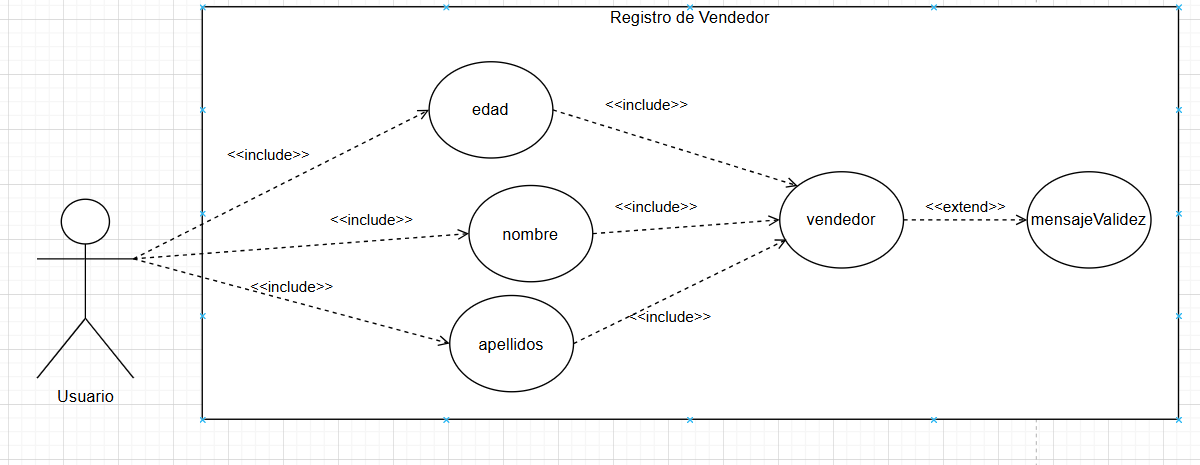 Registro de Vendedor
edad
<<include>>
<<include>>
<<include>>
<<include>>
nombre
vendedor
<<extend>>
mensajeValidez
<<include>>
<<include>>
apellidos
Usuario